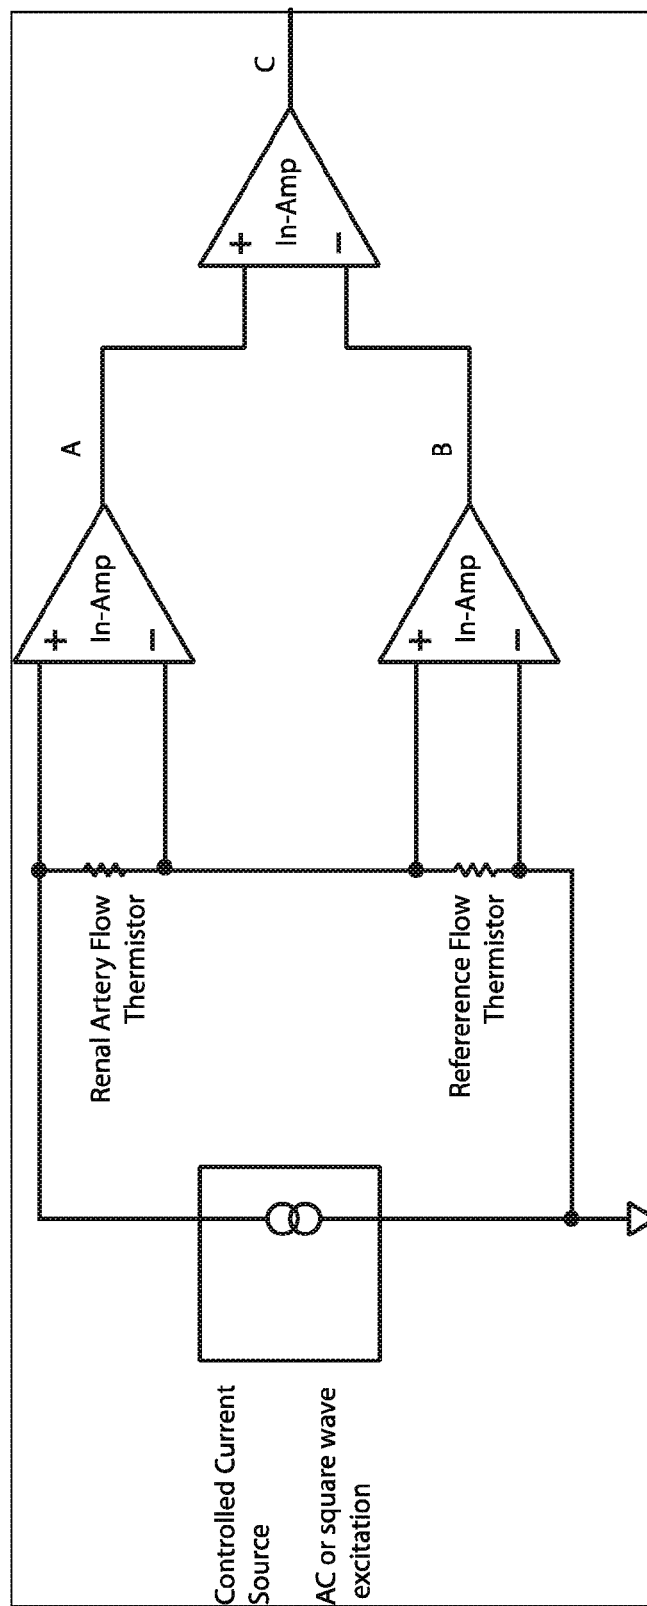 Controlled Current
Source
AC or square wave
excitation
Renal Artery Flow
Thermistor
Refererence Flow
Thermistor
+
In-Amp
−
+
In-Amp
−
A
B
+
In-Amp
−
C